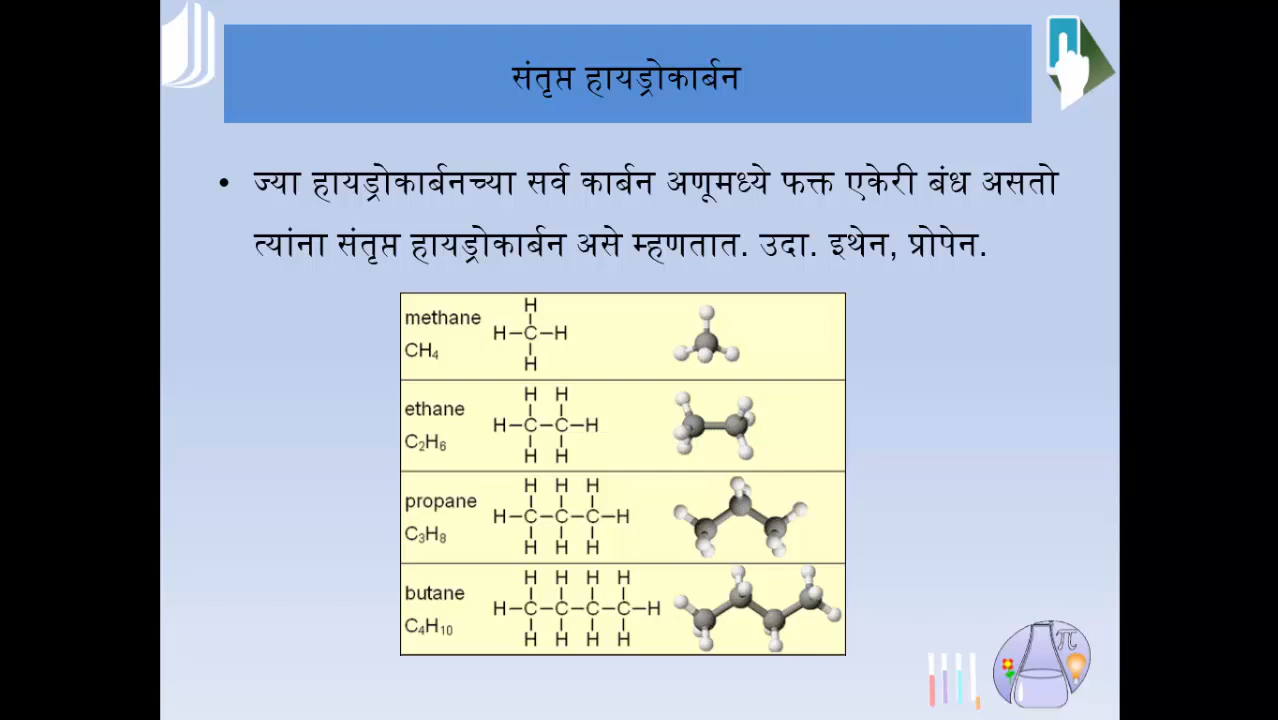 संतृप्त हायड्रोकार्बन
• ज्या हायड्रोकार्बनच्या सर्व कार्बन अणूमध्ये फक्त एकेरी बंध असतो
त्यांना संतृप्त हायड्रोकार्बन असे म्हणतात. उदा. इथेन, प्रोपेन.
methane
CH₄
H
H–C–H
H
ethane
C₂H₆
H H
H–C–C–H
H H
propane
C₃H₈
H H H
H–C–C–C–H
H H H
butane
C₄H₁₀
H H H H
H–C–C–C–C–H
H H H H
π